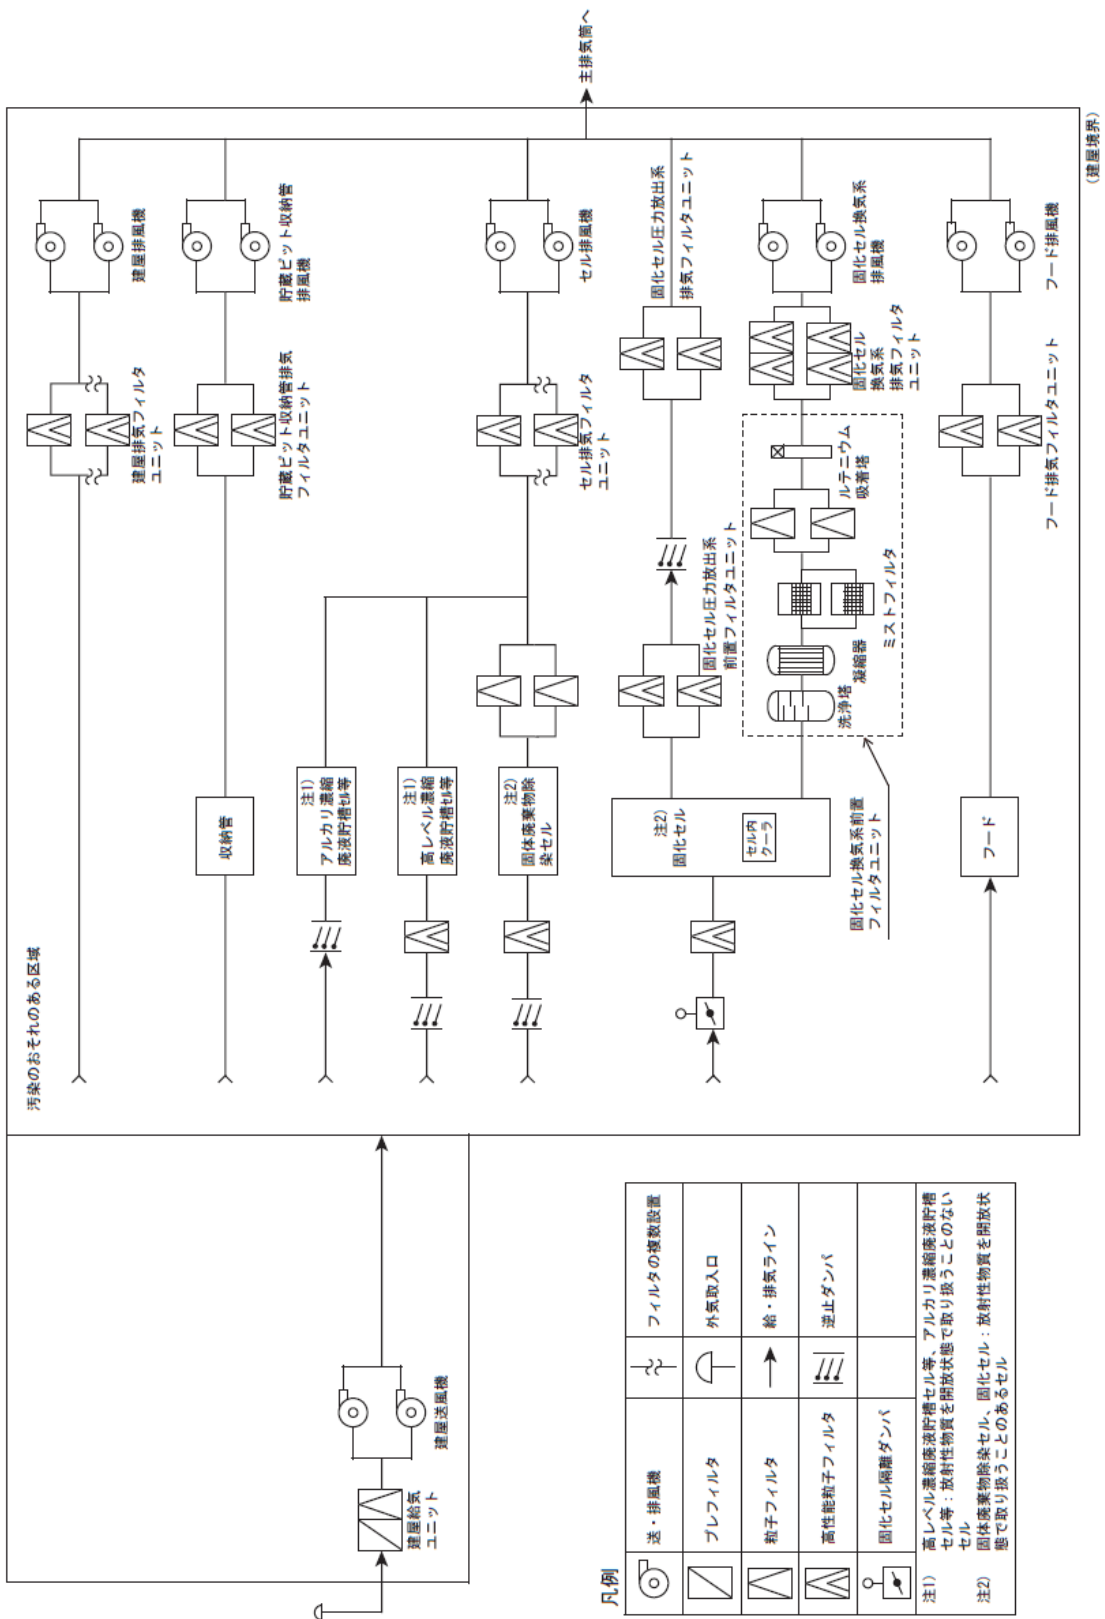 汚染のおそれのある区域
主排気筒へ
(建屋境界)
建屋排風機
建屋排気フィルタ
ユニット
貯蔵ピット収納管
排風機
貯蔵ピット収納管排気
フィルタユニット
収納管
注1)
アルカリ濃縮
廃液貯槽セル等
注1)
高レベル濃縮
廃液貯槽セル等
注2)
固体廃棄物除
染セル
セル排風機
セル排気フィルタ
ユニット
固化セル圧力放出系
排気フィルタユニット
固化セル圧力放出系
前置フィルタユニット
注2)
固化セル
セル内
クーラ
固化セル換気系
排風機
固化セル
換気系
排気フィルタ
ユニット
ルテニウム
吸着塔
ミストフィルタ
凝縮器
洗浄塔
固化セル換気系前置
フィルタユニット
フード排風機
フード排気フィルタユニット
フード
建屋送風機
建屋給気
ユニット
凡例
送・排風機
フィルタの複数設置
プレフィルタ
外気取入口
粒子フィルタ
給・排気ライン
高性能粒子フィルタ
逆止ダンパ
固化セル隔離ダンパ
注1) 高レベル濃縮廃液貯槽セル等、アルカリ濃縮廃液貯槽
セル等:放射性物質を開放状態で取り扱うことのない
セル
注2) 固体廃棄物除染セル、固化セル:放射性物質を開放状
態で取り扱うことのあるセル